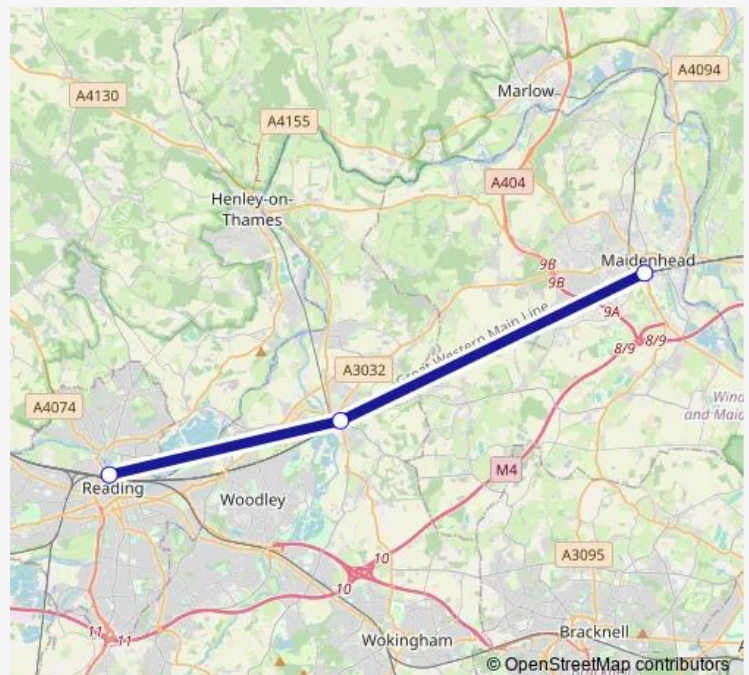 A4094
Marlow
A4130
A4155
A404
Henley-on-
Thames
9B
Maidenhead
9B
9A
8/9
8/9
Great Western Main Line
A3032
A4074
and
M4
Reading
Woodley
A3095
10
10
11
11
Wokingham
Bracknell
© OpenStreetMap contributors